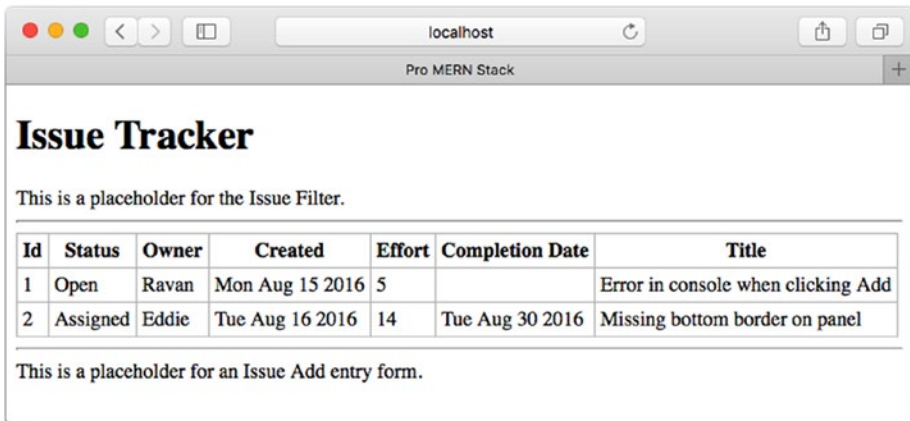 localhost
Pro MERN Stack
Issue Tracker
This is a placeholder for the Issue Filter.
Id Status Owner Created Effort Completion Date Title
1 Open Ravan Mon Aug 15 2016 5 Error in console when clicking Add
2 Assigned Eddie Tue Aug 16 2016 14 Tue Aug 30 2016 Missing bottom border on panel
This is a placeholder for an Issue Add entry form.